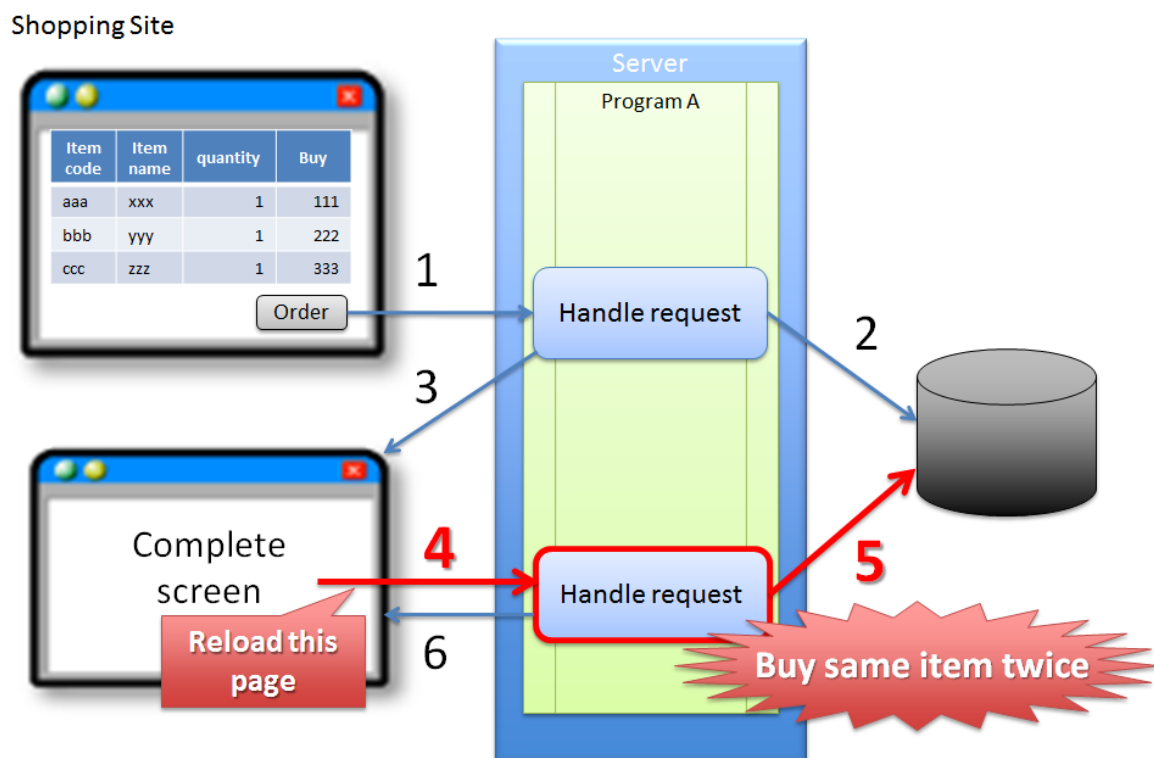 Shopping Site
Server
Program A
Item code
Item name
quantity
Buy
aaa xxx 1 111
bbb yyy 1 222
ccc zzz 1 333
Order
1
Handle request
2
3
Complete
screen
4
Handle request
5
Reload this
page
6
Buy same item twice